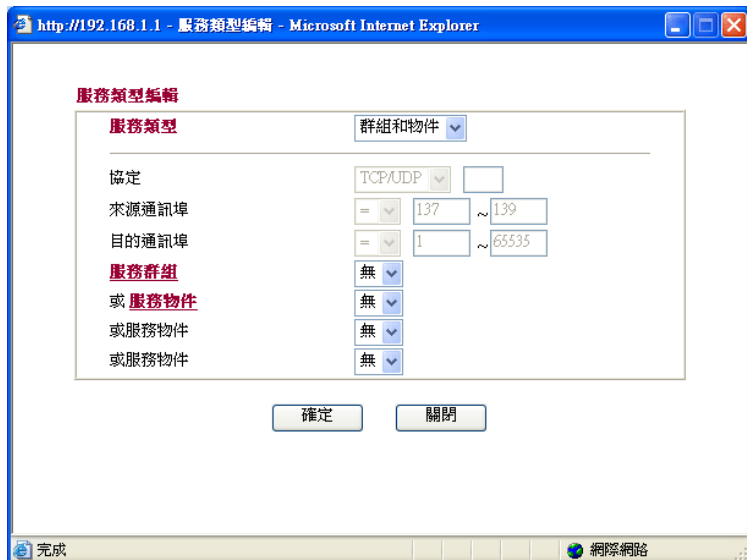 http://192.168.1.1 - 服務類型編輯 - Microsoft Internet Explorer
服務類型編輯
服務類型 群組和物件
協定 TCP/UDP
來源通訊埠 = 137 ~ 139
目的通訊埠 = 1 ~ 65535
服務群組 無
或 服務物件 無
或服務物件 無
或服務物件 無
確定 關閉
完成 網際網路